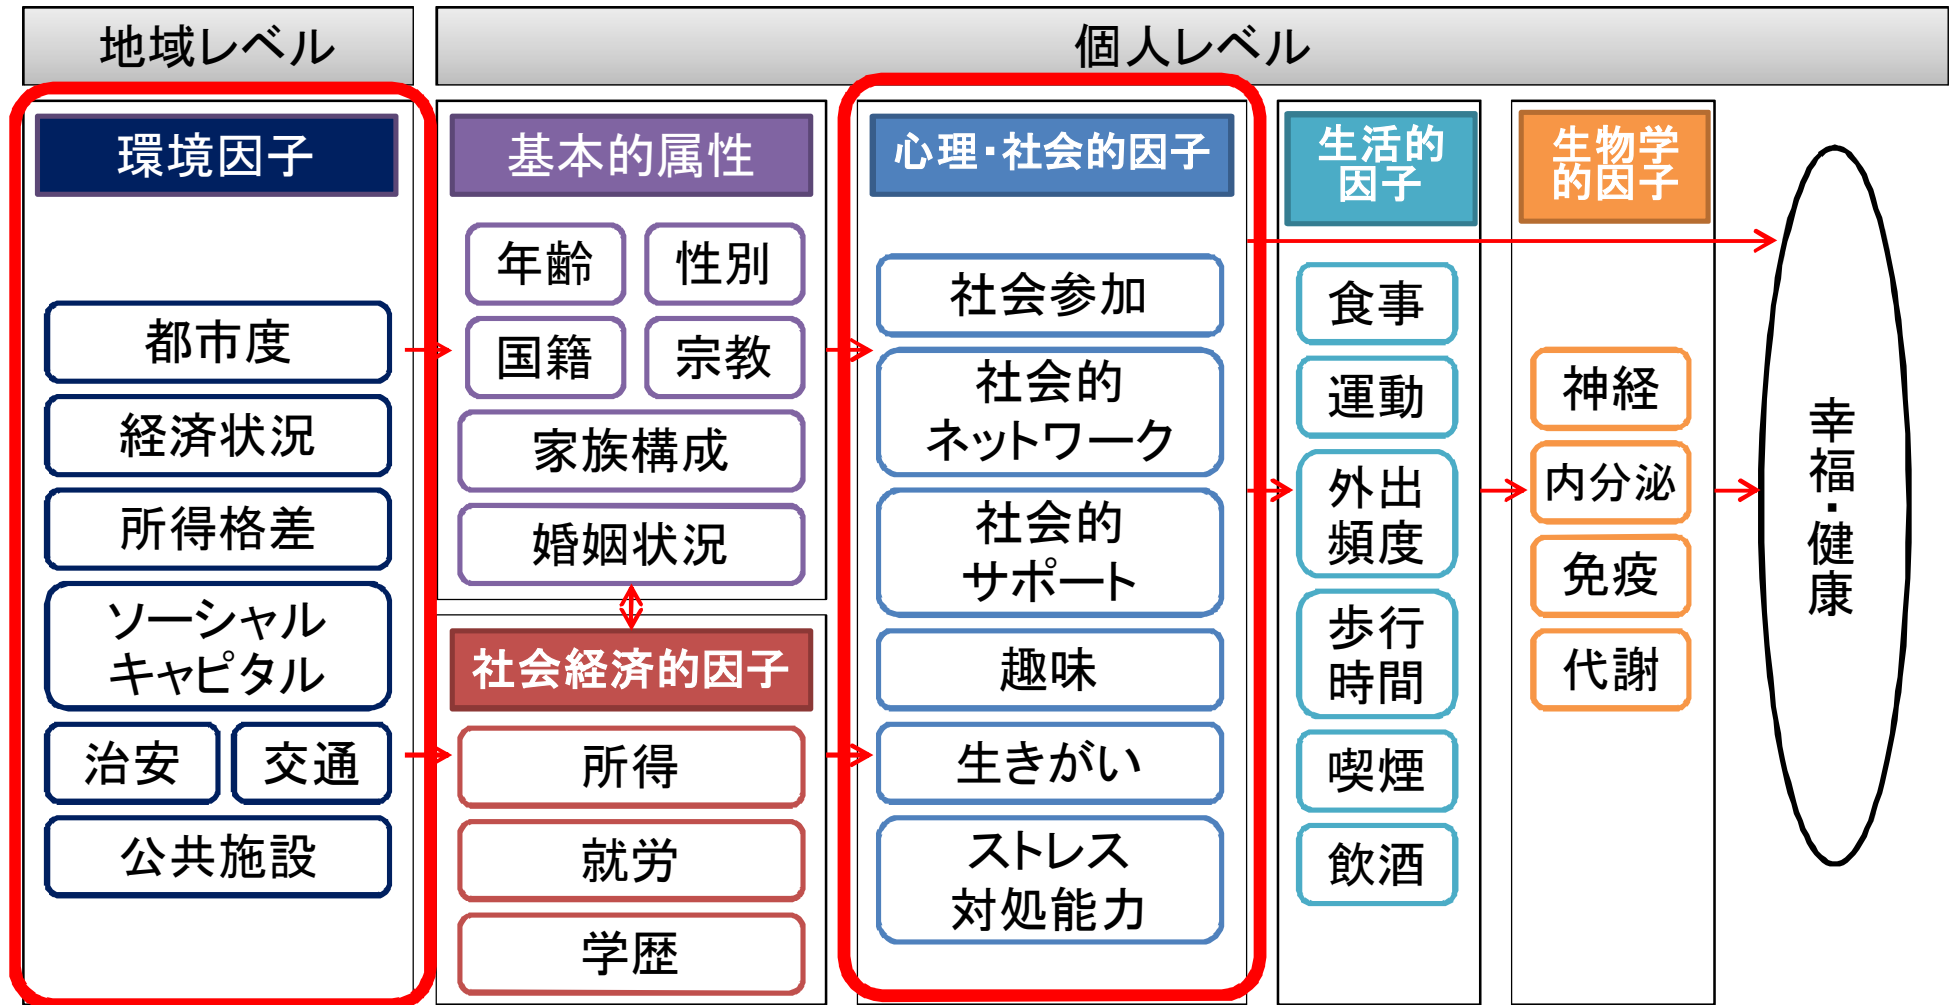 地域レベル
個人レベル
環境因子
都市度
経済状況
所得格差
ソーシャル
キャピタル
治安
交通
公共施設
基本的属性
年齢
性別
国籍
宗教
家族構成
婚姻状況
社会経済的因子
所得
就労
学歴
心理・社会的因子
社会参加
社会的
ネットワーク
社会的
サポート
趣味
生きがい
ストレス
対処能力
生活的
因子
食事
運動
外出
頻度
歩行
時間
喫煙
飲酒
生物学
的因子
神経
内分泌
免疫
代謝
幸福・健康